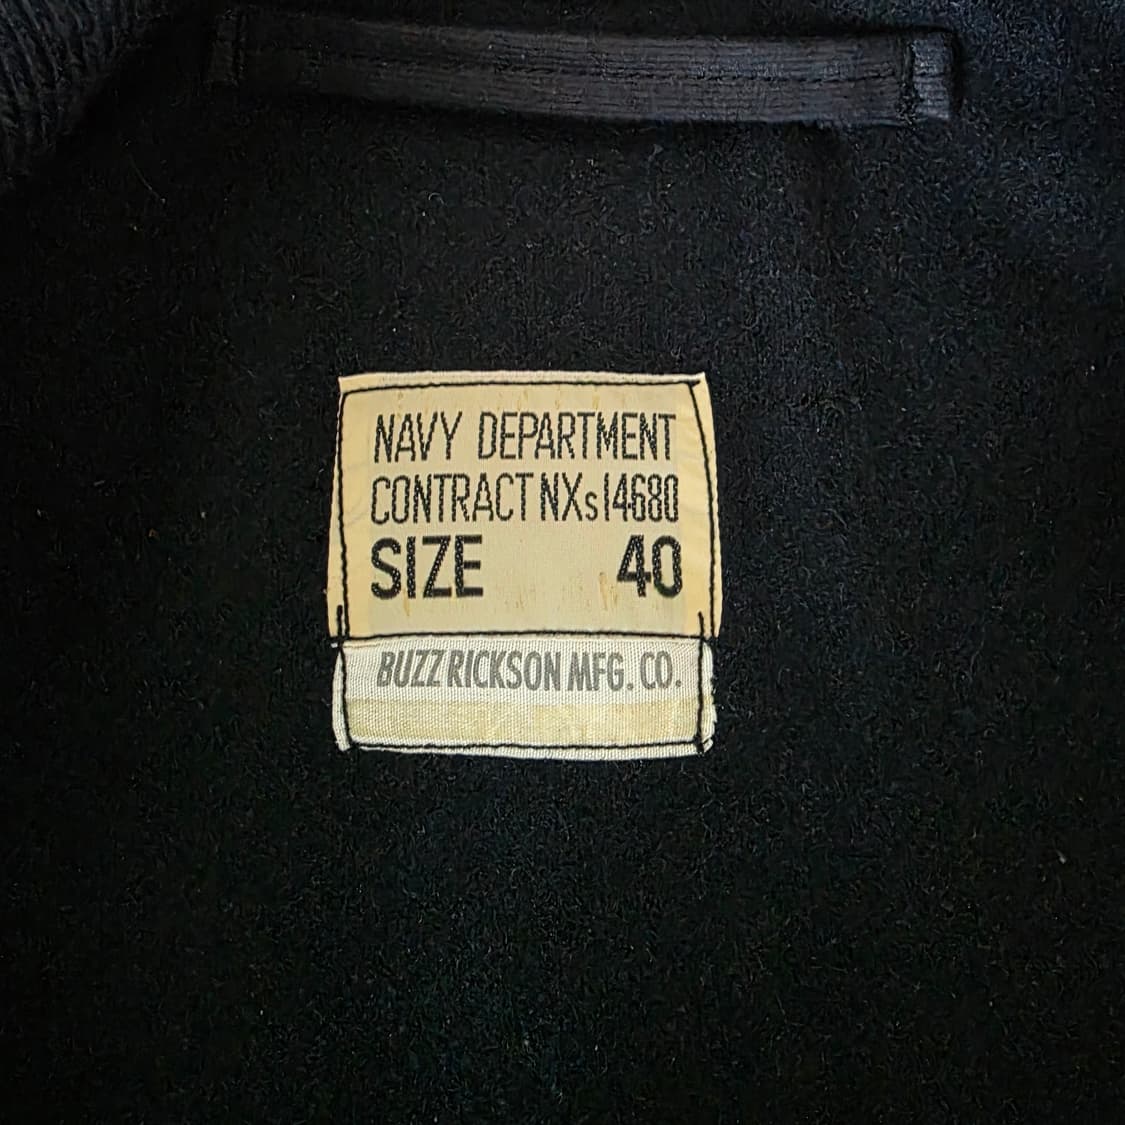 NAVY DEPARTMENT
CONTRACT NXs14680
SIZE 40
BUZZ RICKSON MFG. CO.